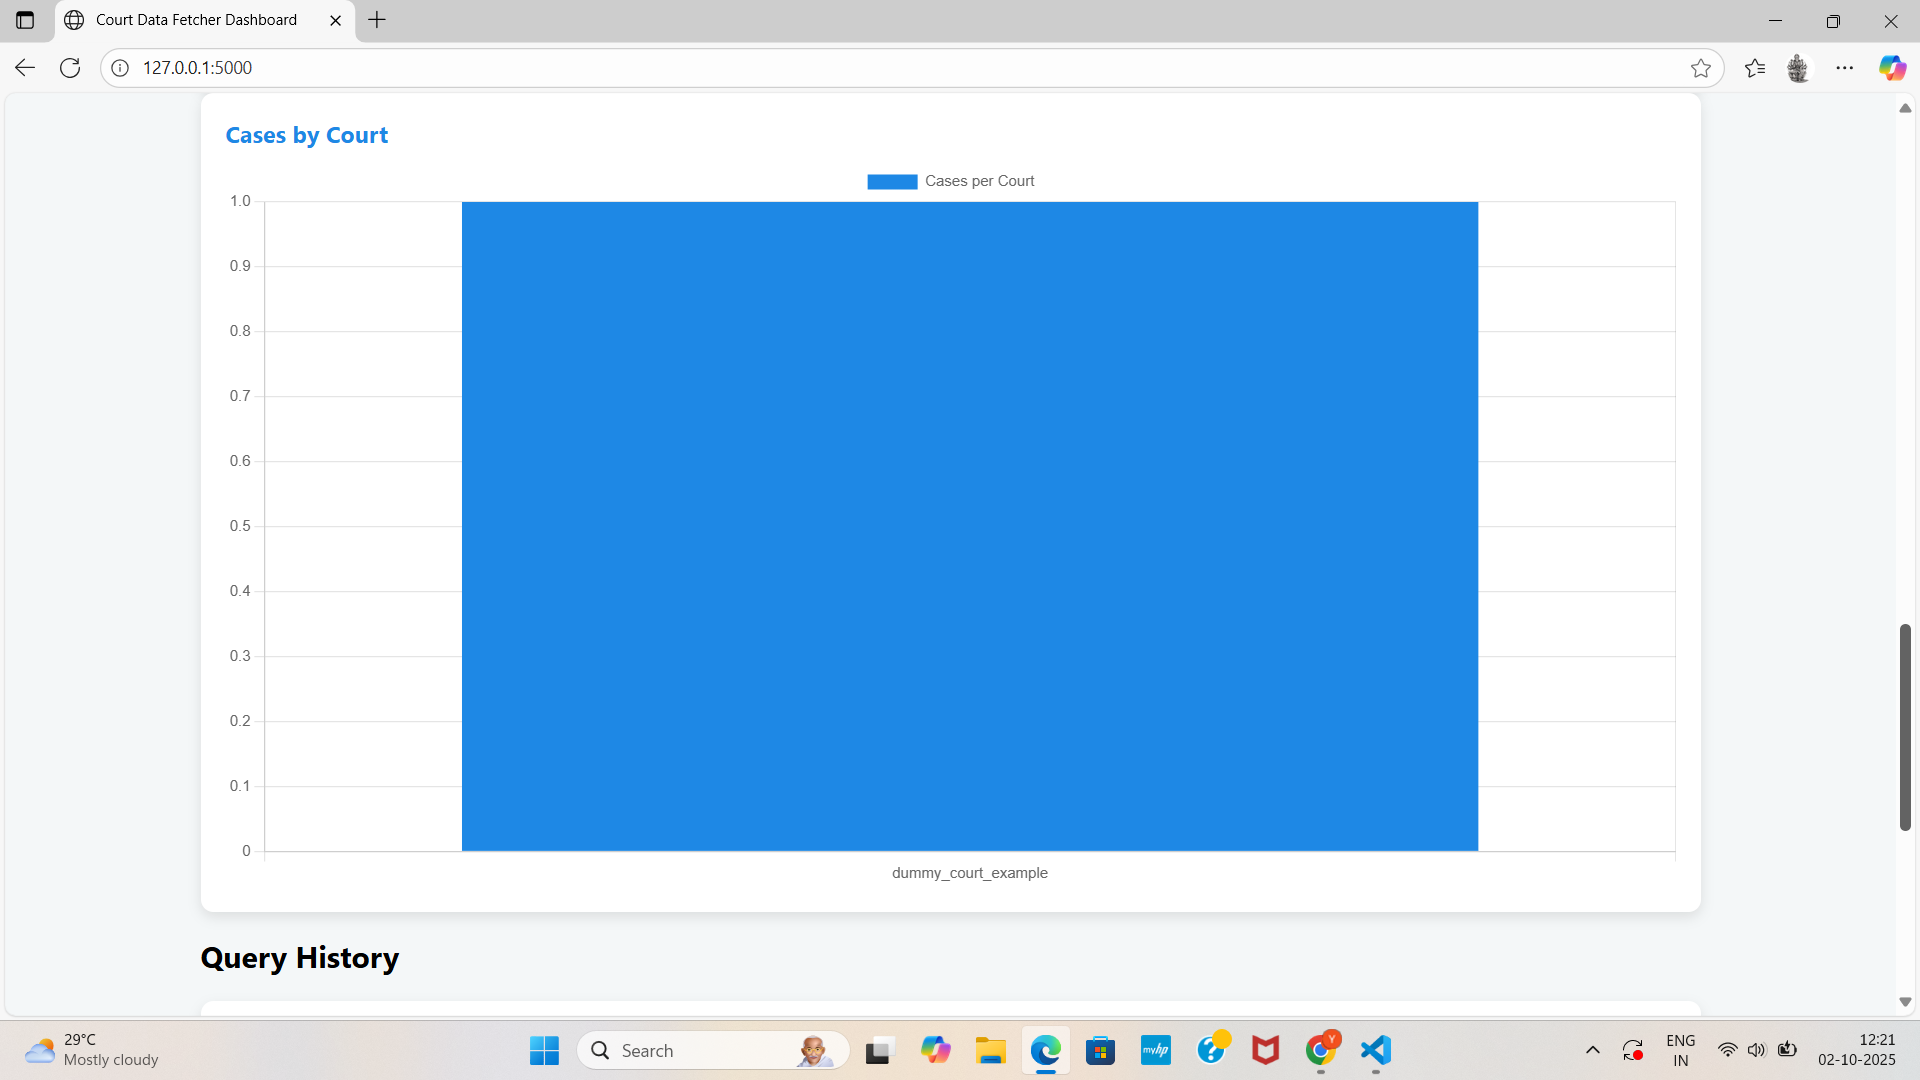 Court Data Fetcher Dashboard
127.0.0.1:5000
Cases by Court
Cases per Court
1.0
0.9
0.8
0.7
0.6
0.5
0.4
0.3
0.2
0.1
0
dummy_court_example
Query History
29°C
Mostly cloudy
Search
myhp
?
Y
ENG
IN
12:21
02-10-2025